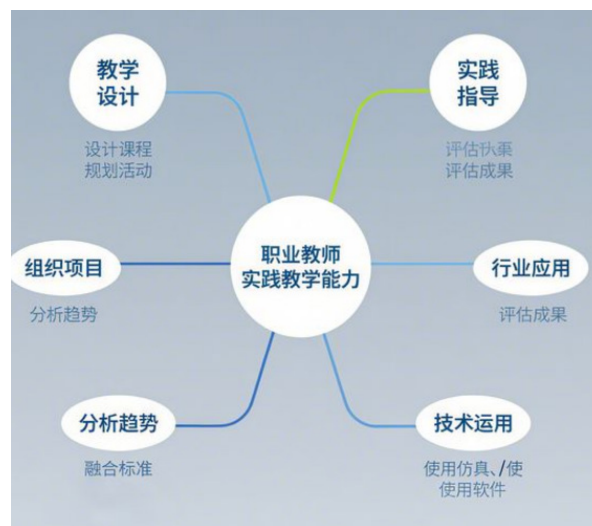 教学
设计
设计课程
规划活动
实践
指导
评估
评估成果
职业教师
实践教学能力
组织项目
分析趋势
行业应用
评估成果
分析趋势
融合标准
技术运用
使用仿真、/使
使用软件